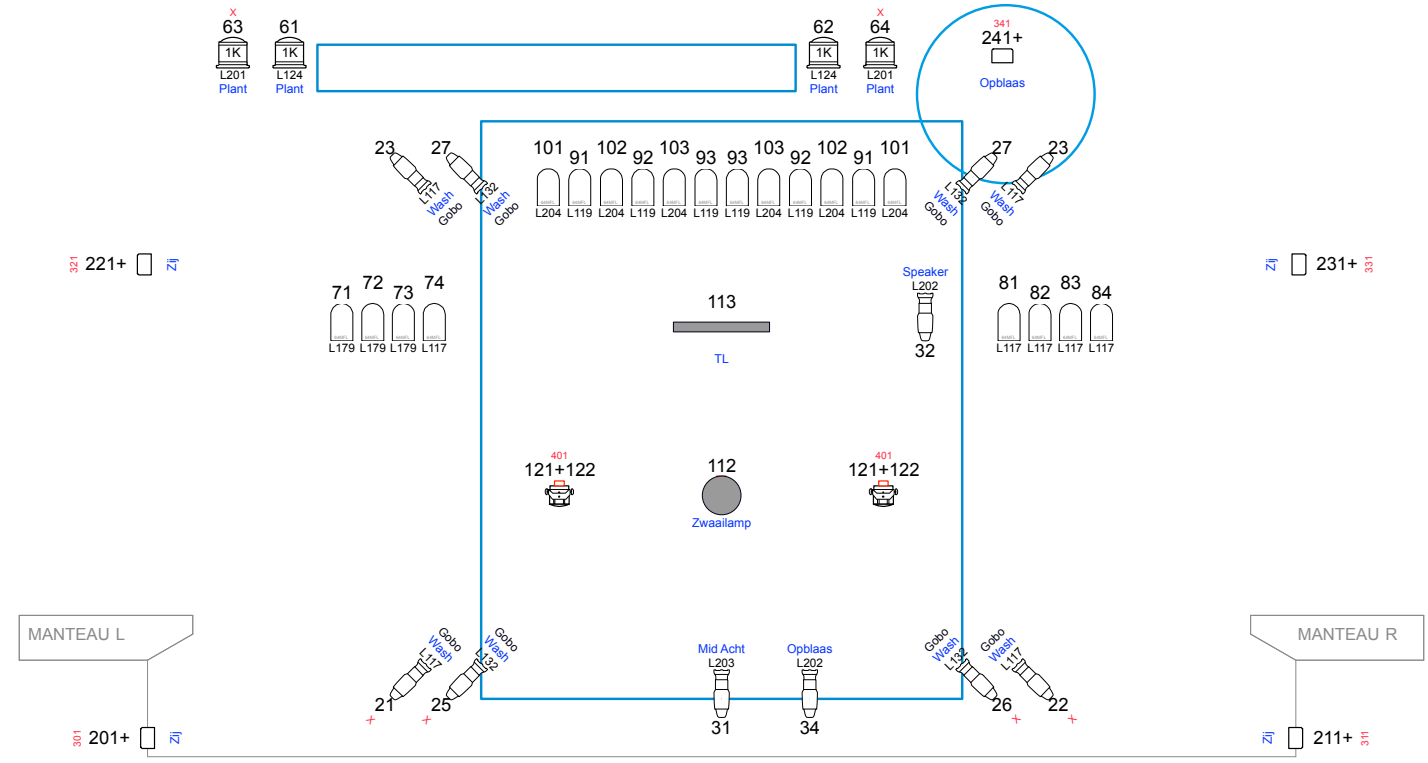 X
63 61
1K 1K
L201 L124
Plant Plant
X
62 64
1K 1K
L124 L201
Plant Plant
341
241+
Opblaas
23 27
L117 L132
Wash Wash
Gobo Gobo
101 91 102 92 103 93 93 103 92 102 91 101
L204 L119 L204 L119 L204 L119 L119 L204 L119 L204 L119 L204
27 23
L132 L117
Wash Wash
Gobo Gobo
321 221+ Zij
Zij 231+ 331
71 72 73 74
L179 L179 L179 L117
113
TL
Speaker
L202
32
81 82 83 84
L117 L117 L117 L117
401
121+122
112
Zwaailamp
401
121+122
MANTEAU L
MANTEAU R
Gobo Gobo
Wash Wash
L117 L132
21 25
X X
Mid Acht
L203
31
Opblaas
L202
34
Gobo Gobo
Wash Wash
L132 L117
26 22
X X
301 201+ Zij
Zij 211+ 311